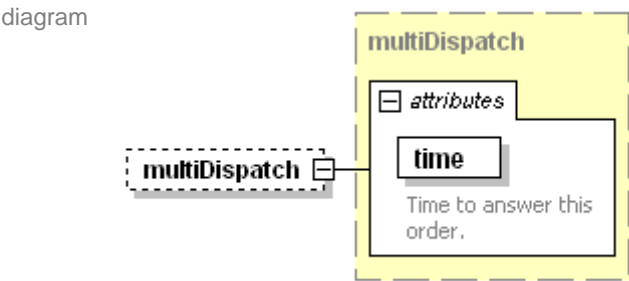 diagram
multiDispatch
attributes
multiDispatch
time
Time to answer this
order.